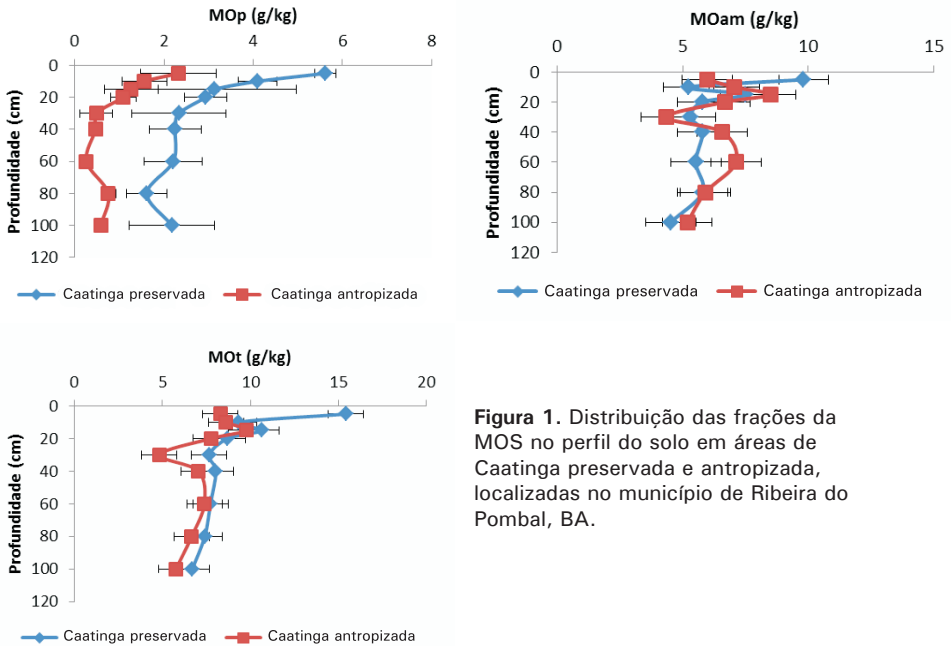 MOp (g/kg)
0 2 4 6 8
0
20
40
60
80
100
120
Profundidade (cm)
Caatinga preservada Caatinga antropizada
MOam (g/kg)
0 5 10 15
0
20
40
60
80
100
120
Profundidade (cm)
Caatinga preservada Caatinga antropizada
MOt (g/kg)
0 5 10 15 20
0
20
40
60
80
100
120
Profundidade (cm)
Caatinga preservada Caatinga antropizada
Figura 1. Distribuição das frações da
MOS no perfil do solo em áreas de
Caatinga preservada e antropizada,
localizadas no município de Ribeira do
Pombal, BA.